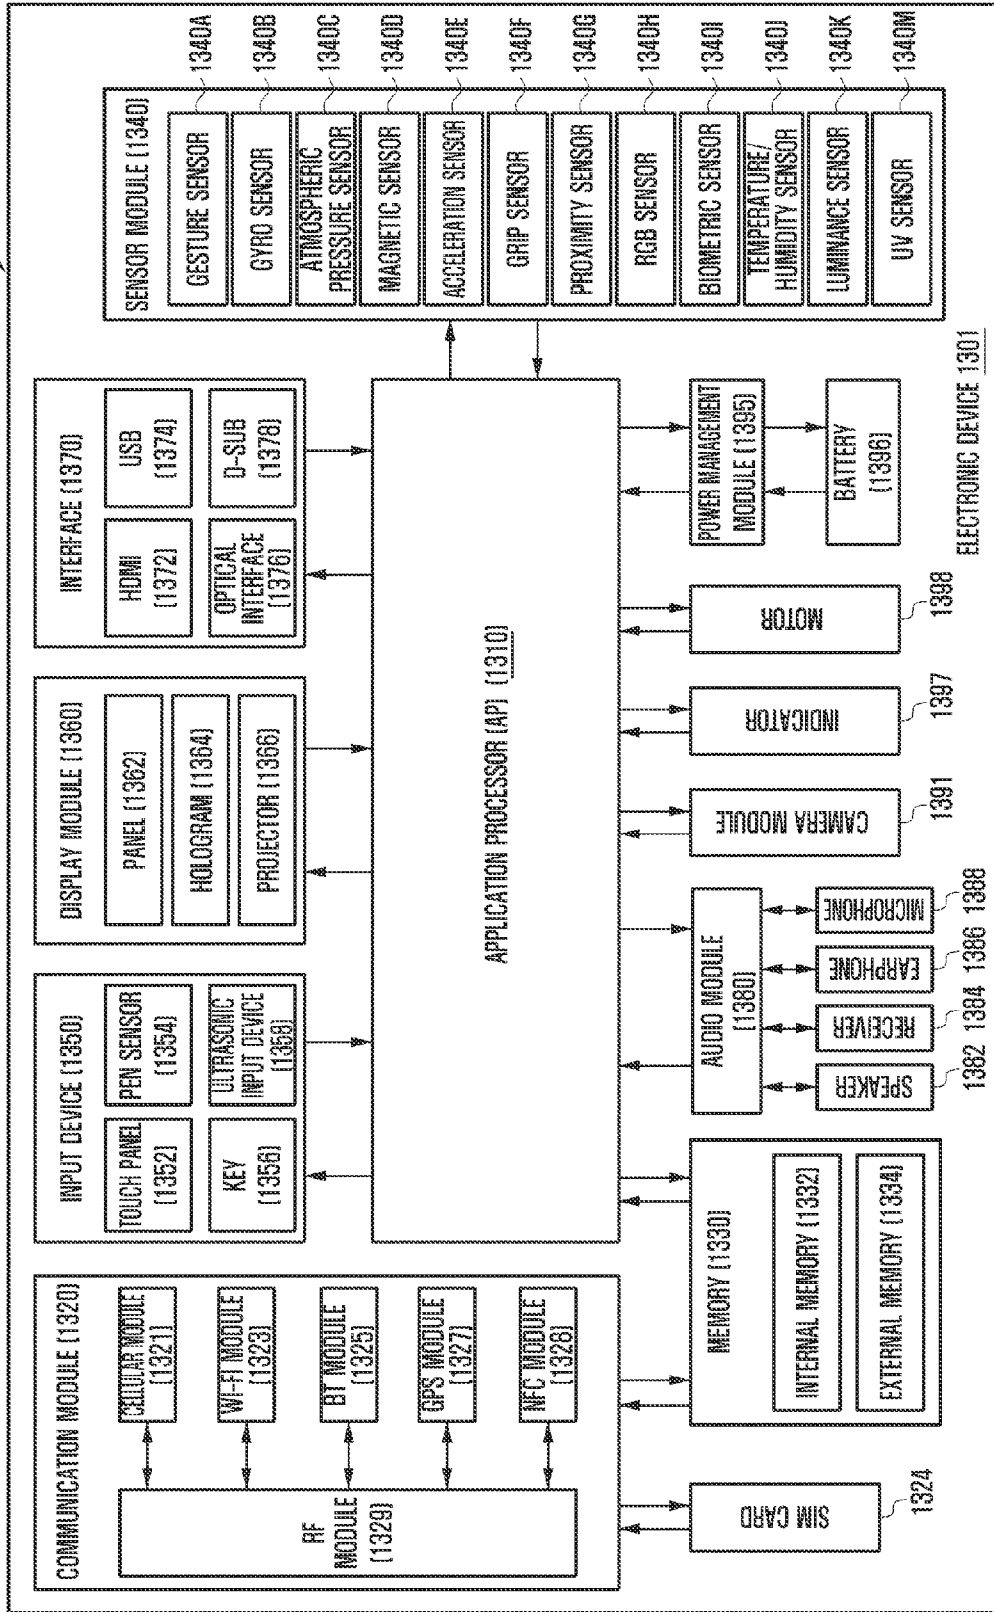 COMMUNICATION MODULE (1320)
RF
MODULE
(1329)
CELLULAR MODULE
(1321)
WI-FI MODULE
(1323)
BT MODULE
(1325)
GPS MODULE
(1327)
NFC MODULE
(1328)
SIM CARD
1324
INPUT DEVICE (1350)
TOUCH PANEL
(1352)
PEN SENSOR
(1354)
KEY
(1356)
ULTRASONIC
INPUT DEVICE
(1358)
DISPLAY MODULE (1360)
PANEL (1362)
HOLOGRAM (1364)
PROJECTOR (1366)
INTERFACE (1370)
HDMI
(1372)
USB
(1374)
OPTICAL
INTERFACE
(1376)
D-SUB
(1378)
APPLICATION PROCESSOR (AP) (1310)
SENSOR MODULE (1340)
GESTURE SENSOR
1340A
GYRO SENSOR
1340B
ATMOSPHERIC
PRESSURE SENSOR
1340C
MAGNETIC SENSOR
1340D
ACCELERATION SENSOR
1340E
GRIP SENSOR
1340F
PROXIMITY SENSOR
1340G
RGB SENSOR
1340H
BIOMETRIC SENSOR
1340I
TEMPERATURE/
HUMIDITY SENSOR
1340J
LUMINANCE SENSOR
1340K
UV SENSOR
1340M
MEMORY (1330)
INTERNAL MEMORY (1332)
EXTERNAL MEMORY (1334)
AUDIO MODULE
(1380)
SPEAKER
1382
RECEIVER
1384
EARPHONE
1386
MICROPHONE
1388
CAMERA MODULE
1391
INDICATOR
1397
MOTOR
1398
POWER MANAGEMENT
MODULE (1395)
BATTERY
(1396)
ELECTRONIC DEVICE 1301